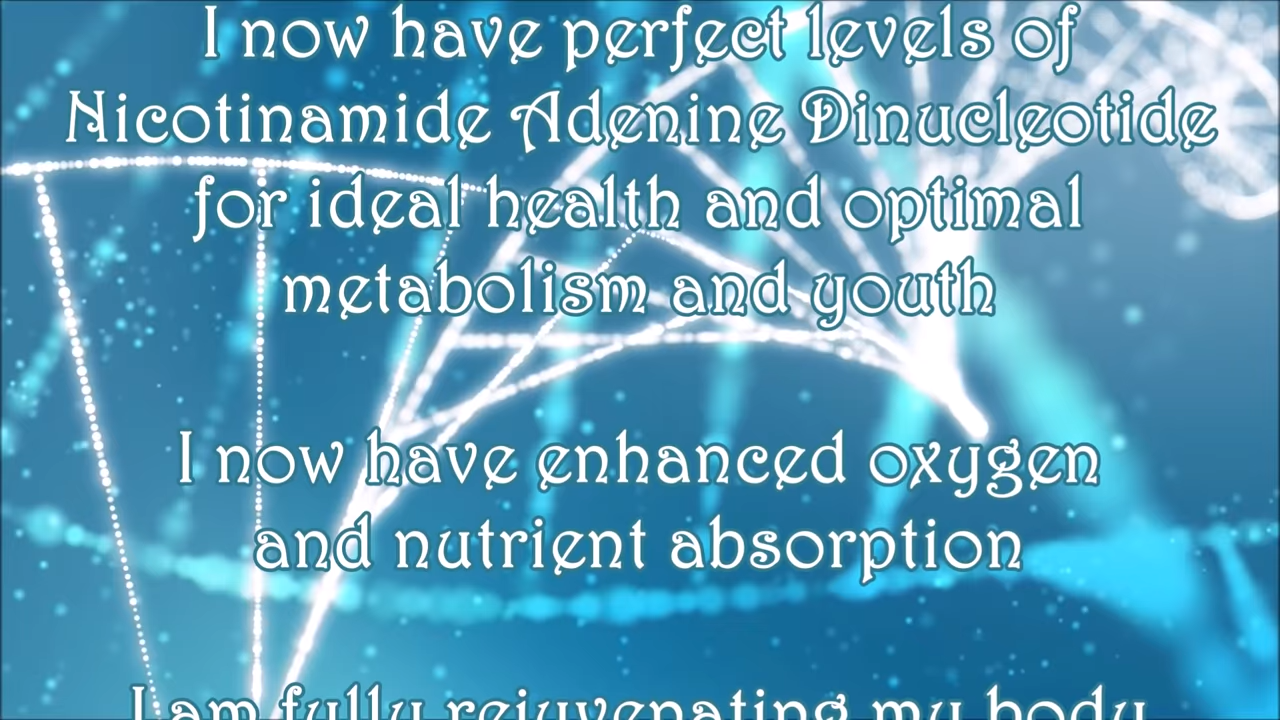 I now have perfect levels of
Nicotinamide Adenine Dinucleotide
for ideal health and optimal
metabolism and youth
I now have enhanced oxygen
and nutrient absorption
I am fully rejuvenating my body